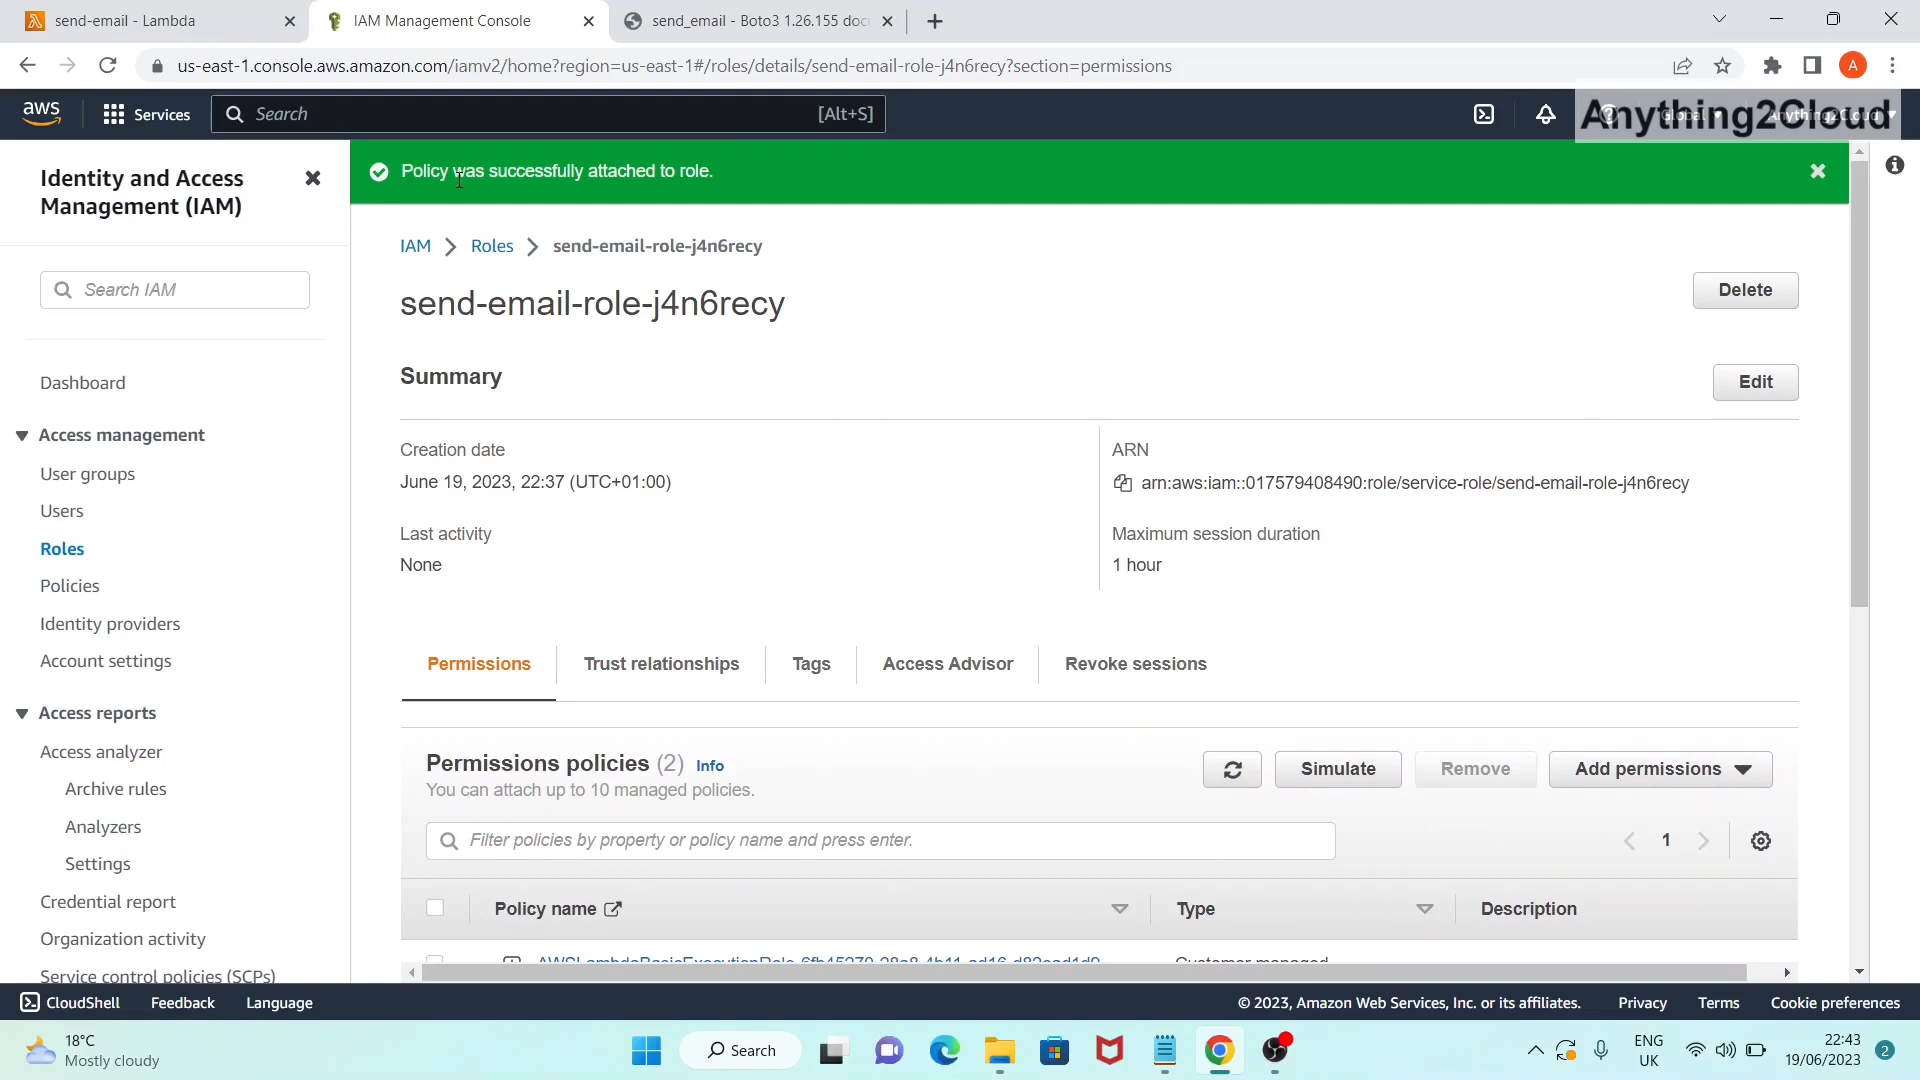 send-email - Lambda
IAM Management Console
send_email - Boto3 1.26.155 doc
us-east-1.console.aws.amazon.com/iamv2/home?region=us-east-1#/roles/details/send-email-role-j4n6recy?section=permissions
A
aws
Services
Search
[Alt+S]
Global
Anything2Cloud
Anything2Cloud
Identity and Access
Management (IAM)
Search IAM
Dashboard
Access management
User groups
Users
Roles
Policies
Identity providers
Account settings
Access reports
Access analyzer
Archive rules
Analyzers
Settings
Credential report
Organization activity
Service control policies (SCPs)
Policy was successfully attached to role.
IAM
Roles
send-email-role-j4n6recy
send-email-role-j4n6recy
Delete
Summary
Edit
Creation date
June 19, 2023, 22:37 (UTC+01:00)
ARN
arn:aws:iam::017579408490:role/service-role/send-email-role-j4n6recy
Last activity
None
Maximum session duration
1 hour
Permissions
Trust relationships
Tags
Access Advisor
Revoke sessions
Permissions policies (2)
Info
You can attach up to 10 managed policies.
Simulate
Remove
Add permissions
Filter policies by property or policy name and press enter.
1
Policy name
Type
Description
Customer managed
CloudShell
Feedback
Language
© 2023, Amazon Web Services, Inc. or its affiliates.
Privacy
Terms
Cookie preferences
18°C
Mostly cloudy
Search
ENG
UK
22:43
19/06/2023
2